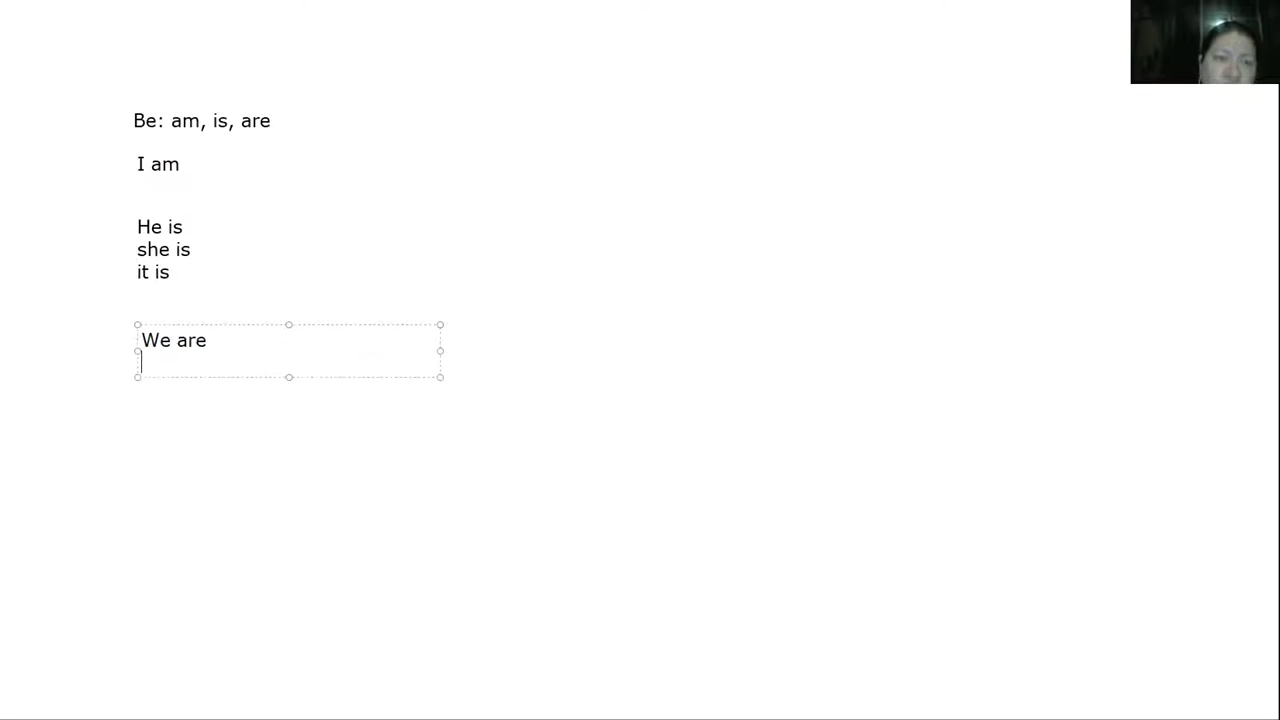 Be: am, is, are
I am
He is
she is
it is
We are